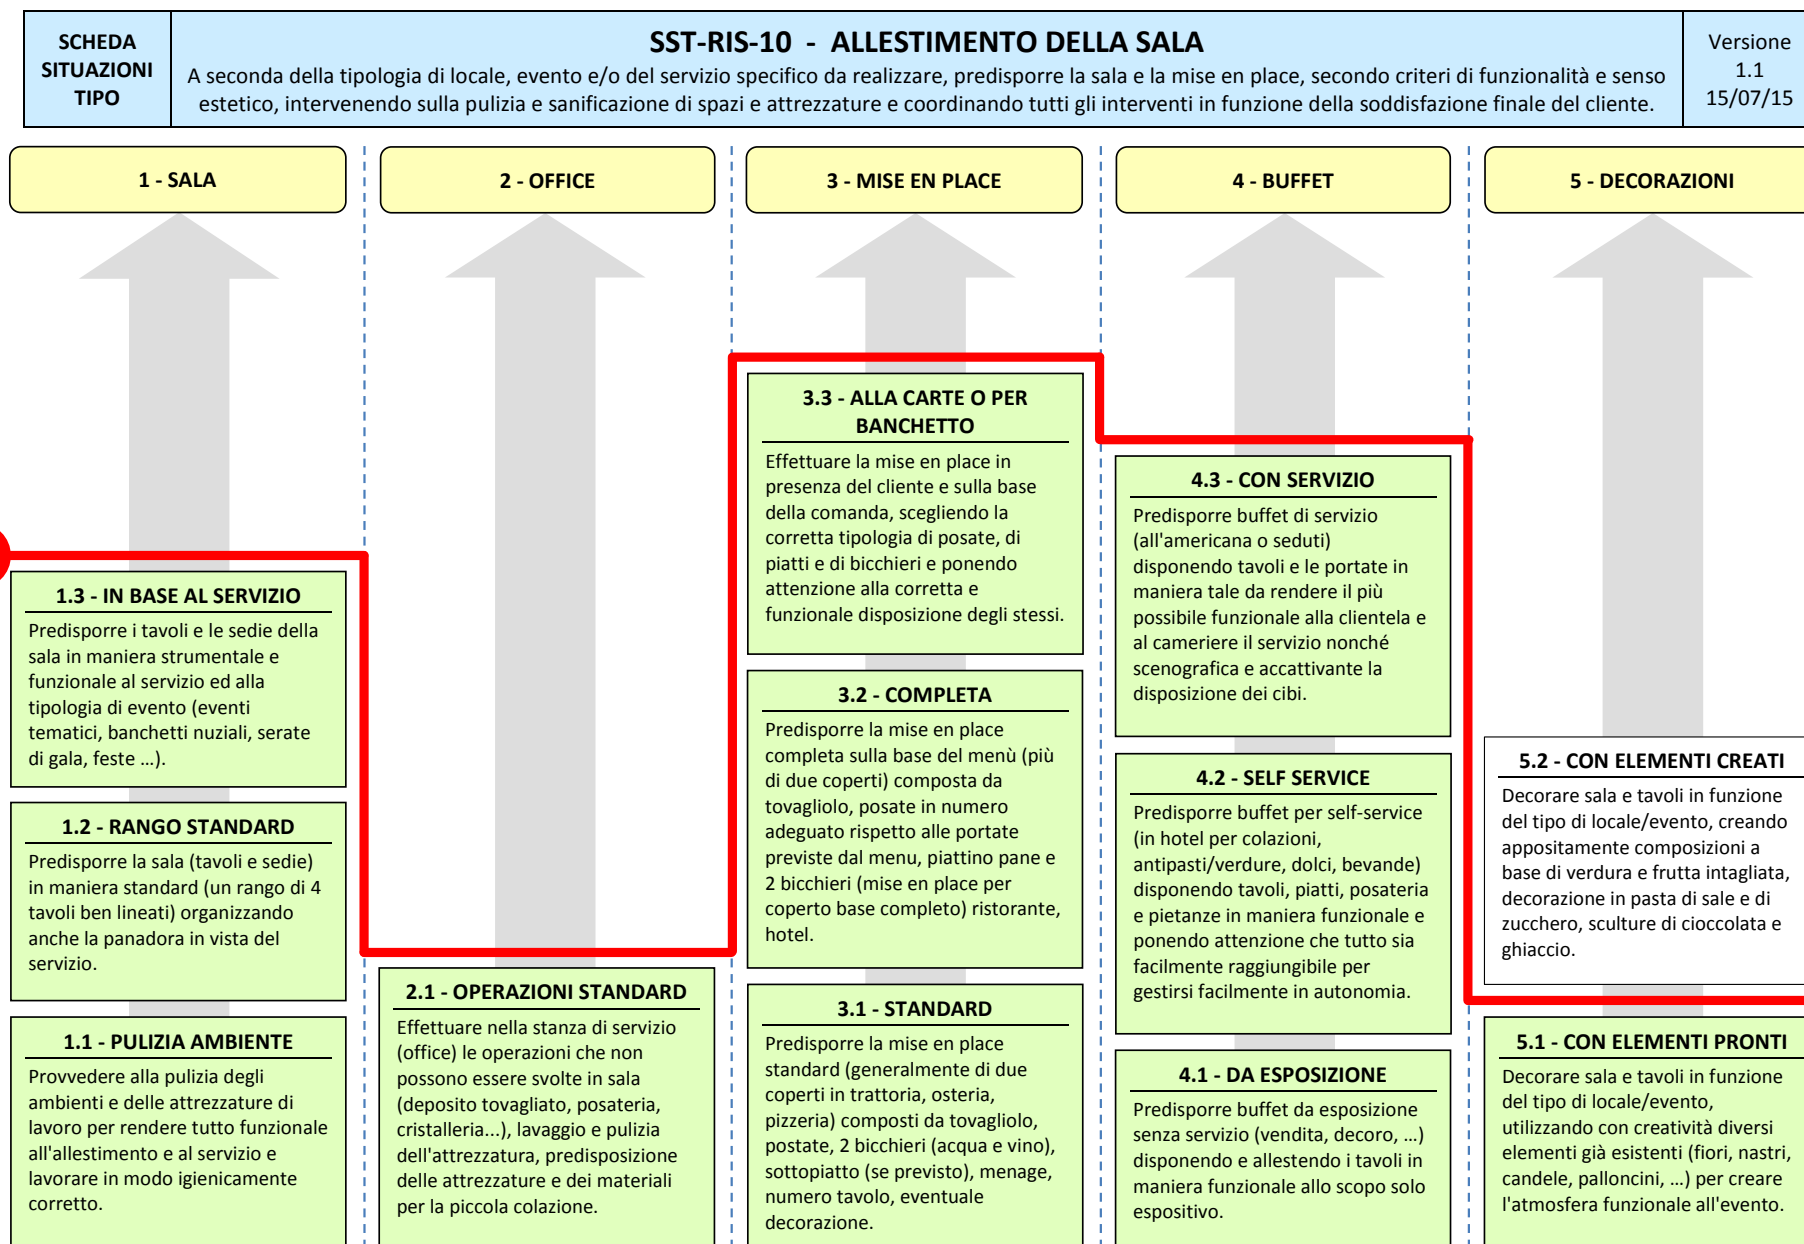 SCHEDA
SITUAZIONI
TIPO
SST-RIS-10 - ALLESTIMENTO DELLA SALA
A seconda della tipologia di locale, evento e/o del servizio specifico da realizzare, predisporre la sala e la mise en place, secondo criteri di funzionalità e senso
estetico, intervenendo sulla pulizia e sanificazione di spazi e attrezzature e coordinando tutti gli interventi in funzione della soddisfazione finale del cliente.
Versione
1.1
15/07/15
1 - SALA
2 - OFFICE
3 - MISE EN PLACE
4 - BUFFET
5 - DECORAZIONI
1.3 - IN BASE AL SERVIZIO
Predisporre i tavoli e le sedie della
sala in maniera strumentale e
funzionale al servizio ed alla
tipologia di evento (eventi
tematici, banchetti nuziali, serate
di gala, feste ...).
1.2 - RANGO STANDARD
Predisporre la sala (tavoli e sedie)
in maniera standard (un rango di 4
tavoli ben lineati) organizzando
anche la panadora in vista del
servizio.
1.1 - PULIZIA AMBIENTE
Provvedere alla pulizia degli
ambienti e delle attrezzature di
lavoro per rendere tutto funzionale
all'allestimento e al servizio e
lavorare in modo igienicamente
corretto.
2.1 - OPERAZIONI STANDARD
Effettuare nella stanza di servizio
(office) le operazioni che non
possono essere svolte in sala
(deposito tovagliato, posateria,
cristalleria...), lavaggio e pulizia
dell'attrezzatura, predisposizione
delle attrezzature e dei materiali
per la piccola colazione.
3.3 - ALLA CARTE O PER
BANCHETTO
Effettuare la mise en place in
presenza del cliente e sulla base
della comanda, scegliendo la
corretta tipologia di posate, di
piatti e di bicchieri e ponendo
attenzione alla corretta e
funzionale disposizione degli stessi.
3.2 - COMPLETA
Predisporre la mise en place
completa sulla base del menù (più
di due coperti) composta da
tovagliolo, posate in numero
adeguato rispetto alle portate
previste dal menu, piattino pane e
2 bicchieri (mise en place per
coperto base completo) ristorante,
hotel.
3.1 - STANDARD
Predisporre la mise en place
standard (generalmente di due
coperti in trattoria, osteria,
pizzeria) composti da tovagliolo,
postate, 2 bicchieri (acqua e vino),
sottopiatto (se previsto), menage,
numero tavolo, eventuale
decorazione.
4.3 - CON SERVIZIO
Predisporre buffet di servizio
(all'americana o seduti)
disponendo tavoli e le portate in
maniera tale da rendere il più
possibile funzionale alla clientela e
al cameriere il servizio nonché
scenografica e accattivante la
disposizione dei cibi.
4.2 - SELF SERVICE
Predisporre buffet per self-service
(in hotel per colazioni,
antipasti/verdure, dolci, bevande)
disponendo tavoli, piatti, posateria
e pietanze in maniera funzionale e
ponendo attenzione che tutto sia
facilmente raggiungibile per
gestirsi facilmente in autonomia.
4.1 - DA ESPOSIZIONE
Predisporre buffet da esposizione
senza servizio (vendita, decoro, ...)
disponendo e allestendo i tavoli in
maniera funzionale allo scopo solo
espositivo.
5.2 - CON ELEMENTI CREATI
Decorare sala e tavoli in funzione
del tipo di locale/evento, creando
appositamente composizioni a
base di verdura e frutta intagliata,
decorazione in pasta di sale e di
zucchero, sculture di cioccolata e
ghiaccio.
5.1 - CON ELEMENTI PRONTI
Decorare sala e tavoli in funzione
del tipo di locale/evento,
utilizzando con creatività diversi
elementi già esistenti (fiori, nastri,
candele, palloncini, ...) per creare
l'atmosfera funzionale all'evento.